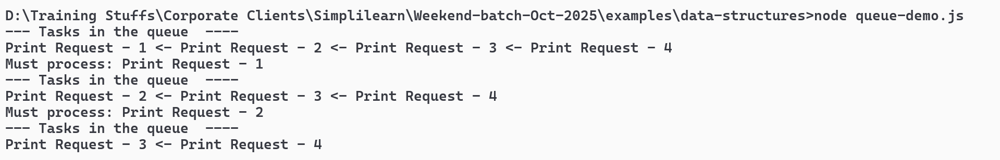 D:\Training Stuffs\Corporate Clients\Simplilearn\Weekend-batch-Oct-2025\examples\data-structures>node queue-demo.js
--- Tasks in the queue  ----
Print Request - 1 <- Print Request - 2 <- Print Request - 3 <- Print Request - 4
Must process: Print Request - 1
--- Tasks in the queue  ----
Print Request - 2 <- Print Request - 3 <- Print Request - 4
Must process: Print Request - 2
--- Tasks in the queue  ----
Print Request - 3 <- Print Request - 4